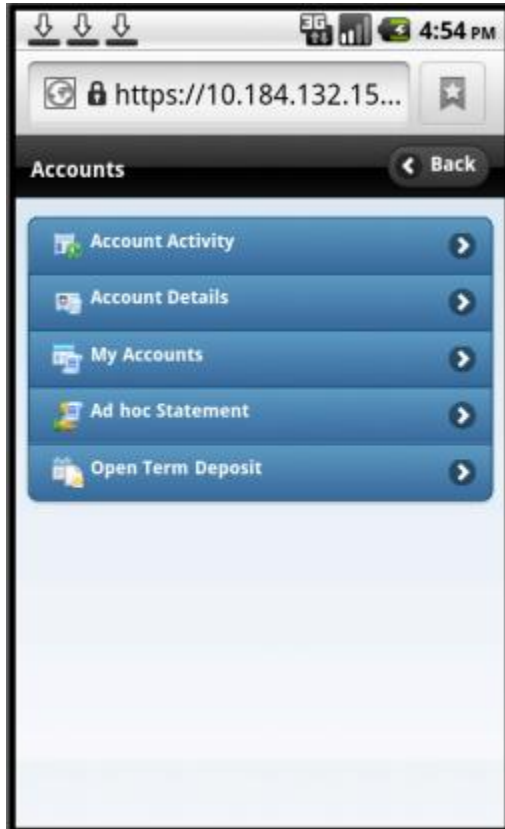 3G 4:54 PM
https://10.184.132.15...
Accounts Back
Account Activity
Account Details
My Accounts
Ad hoc Statement
Open Term Deposit